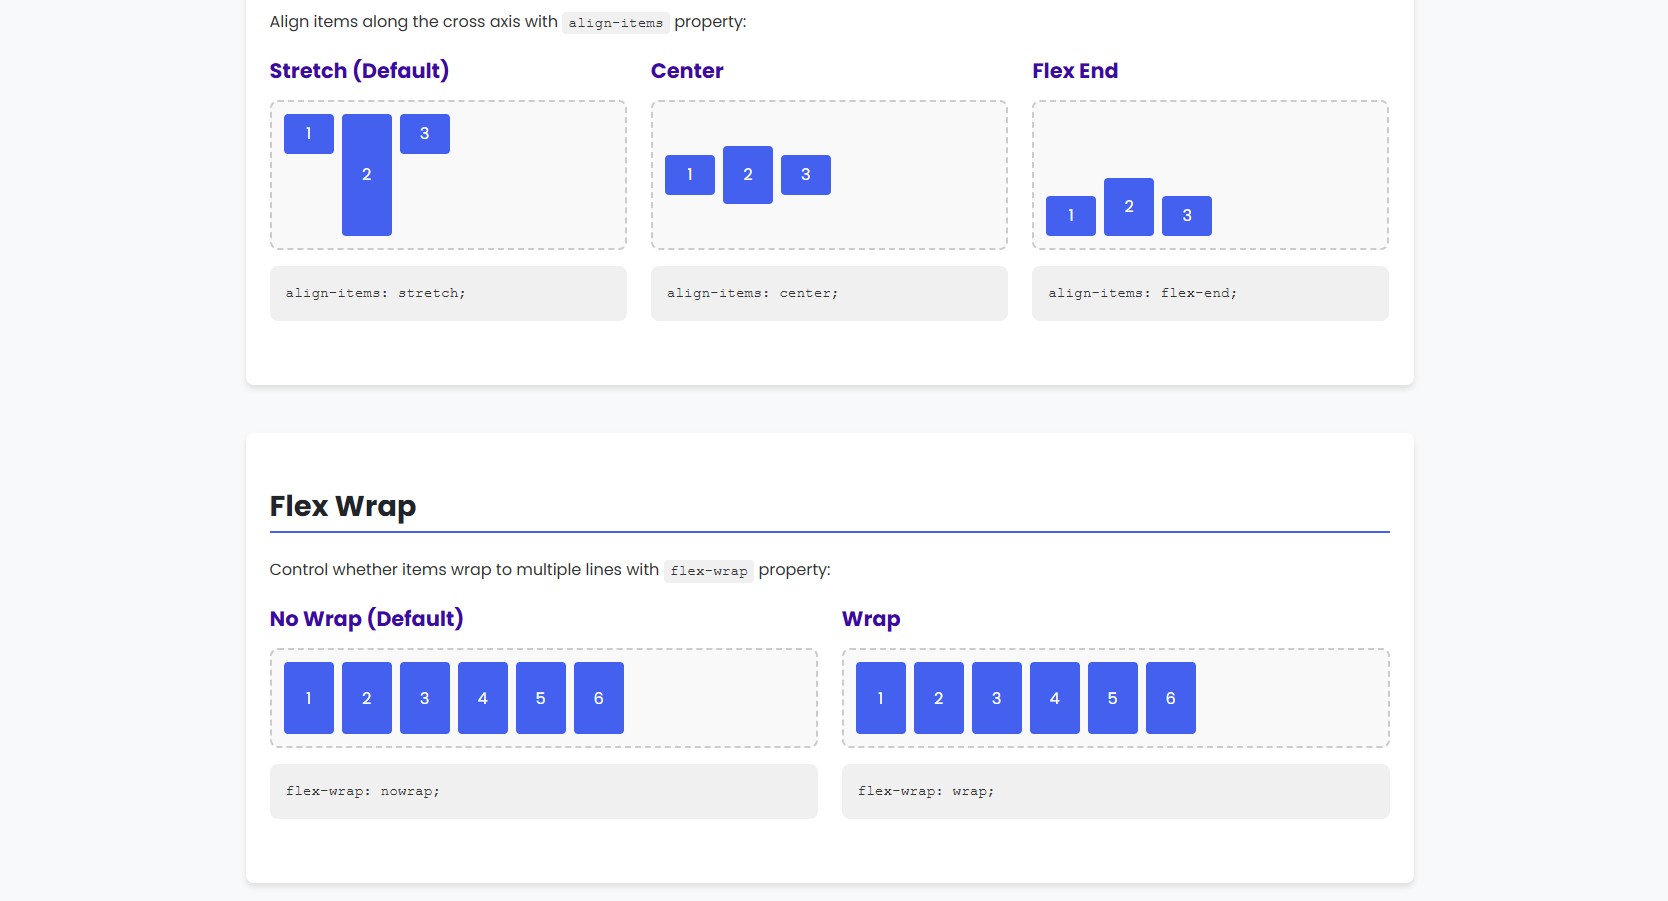 Align items along the cross axis with align-items property:
Stretch (Default)
1
2
3
align-items: stretch;
Center
1
2
3
align-items: center;
Flex End
1
2
3
align-items: flex-end;
Flex Wrap
Control whether items wrap to multiple lines with flex-wrap property:
No Wrap (Default)
1 2 3 4 5 6
flex-wrap: nowrap;
Wrap
1 2 3 4 5 6
flex-wrap: wrap;